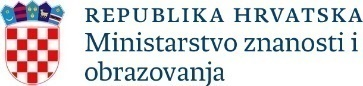 REPUBLIKA HRVATSKA
Ministarstvo znanosti i
obrazovanja